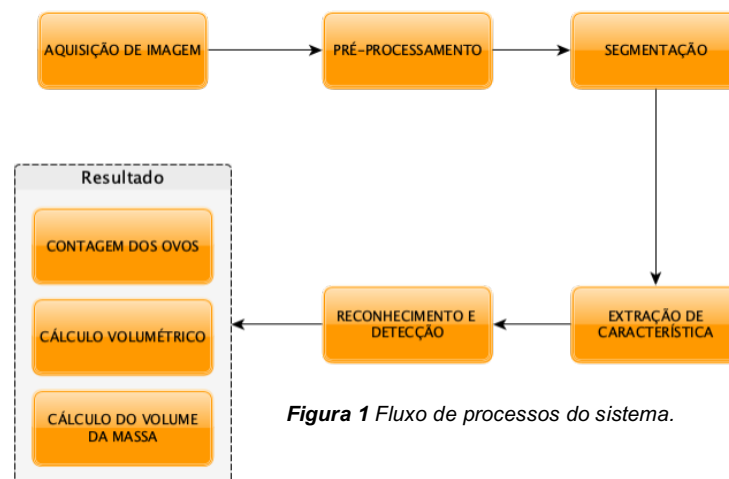 AQUISIÇÃO DE IMAGEM
PRÉ-PROCESSAMENTO
SEGMENTAÇÃO
EXTRAÇÃO DE
CARACTERÍSTICA
RECONHECIMENTO E
DETECÇÃO
Resultado
CONTAGEM DOS OVOS
CÁLCULO VOLUMÉTRICO
CÁLCULO DO VOLUME
DA MASSA
Figura 1 Fluxo de processos do sistema.